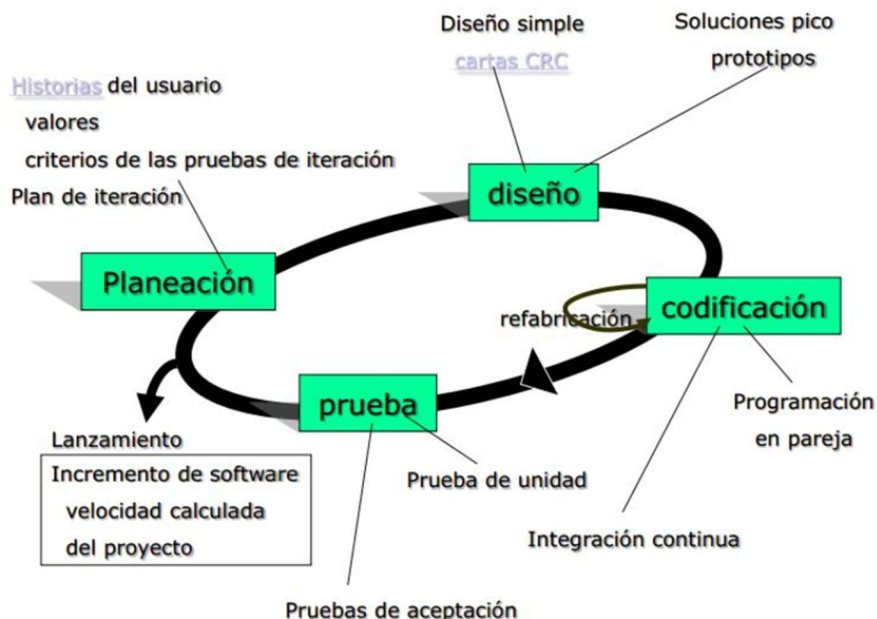 Diseño simple
cartas CRC
Soluciones pico
prototipos
Historias del usuario
valores
criterios de las pruebas de iteración
Plan de iteración
diseño
Planeación
codificación
refabricación
prueba
Programación
en pareja
Lanzamiento
Incremento de software
velocidad calculada
del proyecto
Prueba de unidad
Integración continua
Pruebas de aceptación